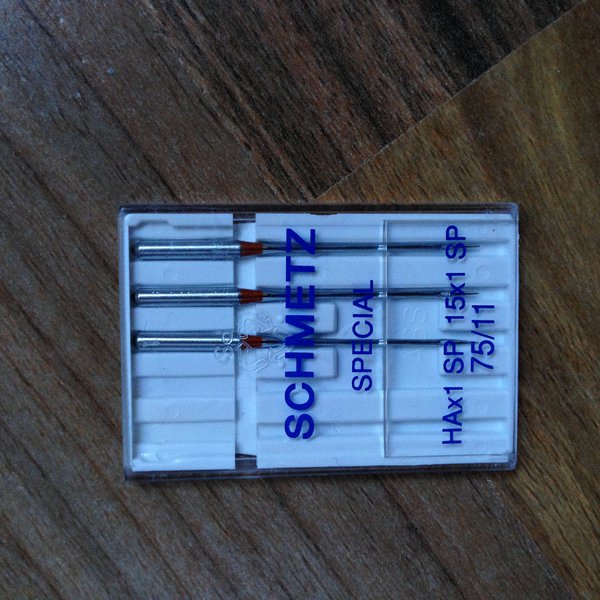 SCHMETZ
SPECIAL
HAx1 SP 15x1 SP
75/11